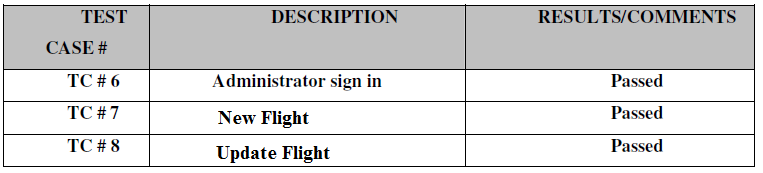 TEST CASE # DESCRIPTION RESULTS/COMMENTS
TC # 6 Administrator sign in Passed
TC # 7 New Flight Passed
TC # 8 Update Flight Passed